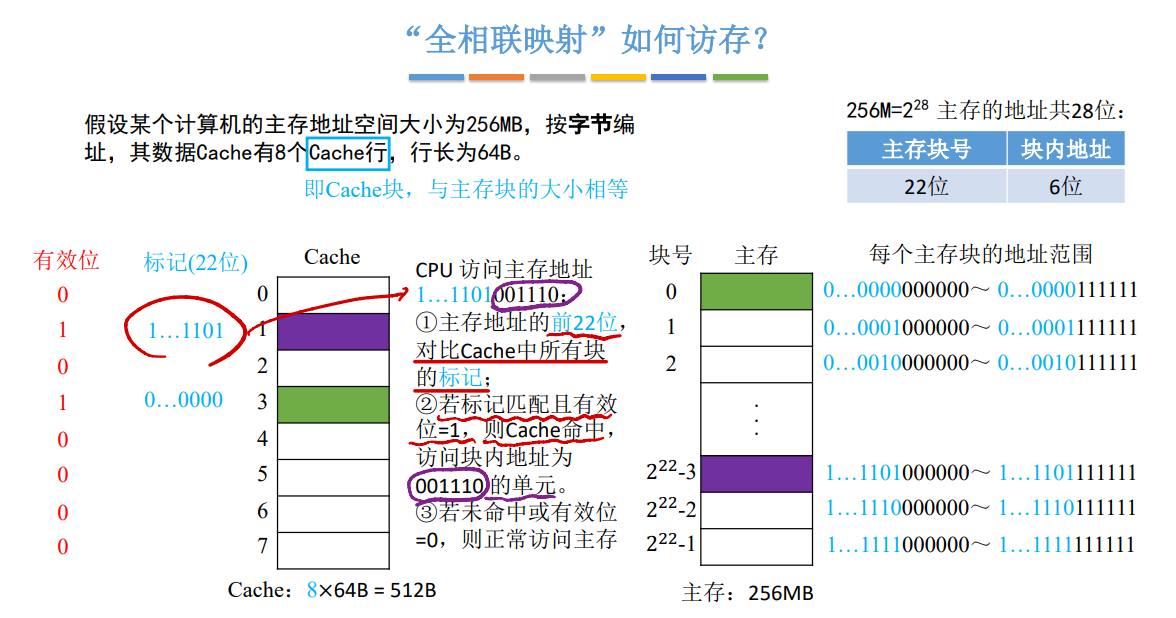 “全相联映射”如何访存？
假设某个计算机的主存地址空间大小为256MB，按字节编
址，其数据Cache有8个Cache行，行长为64B。
即Cache块，与主存块的大小相等
256M=2²⁸ 主存的地址共28位：
主存块号 块内地址
22位 6位
有效位 标记(22位) Cache
0 0
1 1…1101 1
0 2
1 0…0000 3
0 4
0 5
0 6
0 7
Cache：8×64B = 512B
CPU 访问主存地址
1…1101001110：
①主存地址的前22位，
对比Cache中所有块
的标记；
②若标记匹配且有效
位=1，则Cache命中，
访问块内地址为
001110的单元。
③若未命中或有效位
=0，则正常访问主存
块号 主存 每个主存块的地址范围
0 0…0000000000～ 0…0000111111
1 0…0001000000～ 0…0001111111
2 0…0010000000～ 0…0010111111
⋮
2²²-3 1…1101000000～ 1…1101111111
2²²-2 1…1110000000～ 1…1110111111
2²²-1 1…1111000000～ 1…1111111111
主存：256MB